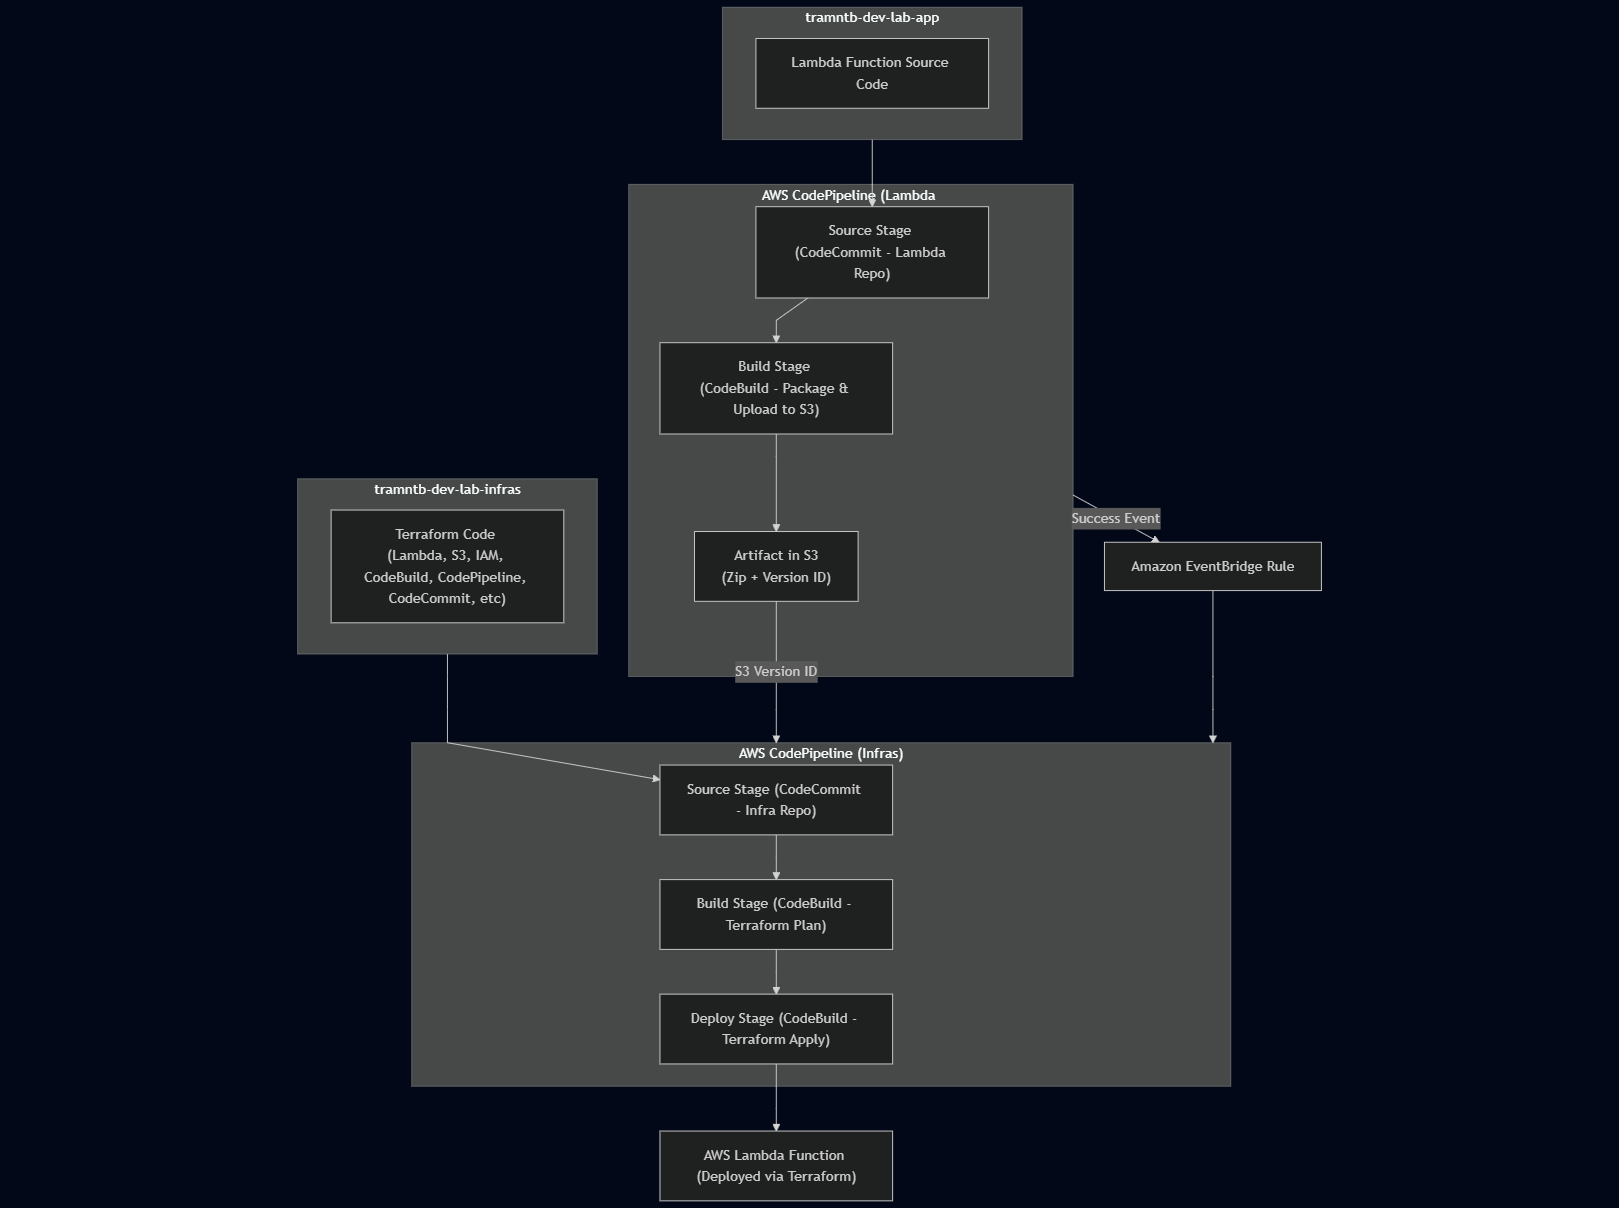 tramntb-dev-lab-app
Lambda Function Source
Code
AWS CodePipeline (Lambda
Source Stage
(CodeCommit - Lambda
Repo)
Build Stage
(CodeBuild - Package &
Upload to S3)
tramntb-dev-lab-infras
Terraform Code
(Lambda, S3, IAM,
CodeBuild, CodePipeline,
CodeCommit, etc)
Success Event
Artifact in S3
(Zip + Version ID)
Amazon EventBridge Rule
S3 Version ID
AWS CodePipeline (Infras)
Source Stage (CodeCommit
- Infra Repo)
Build Stage (CodeBuild -
Terraform Plan)
Deploy Stage (CodeBuild -
Terraform Apply)
AWS Lambda Function
(Deployed via Terraform)